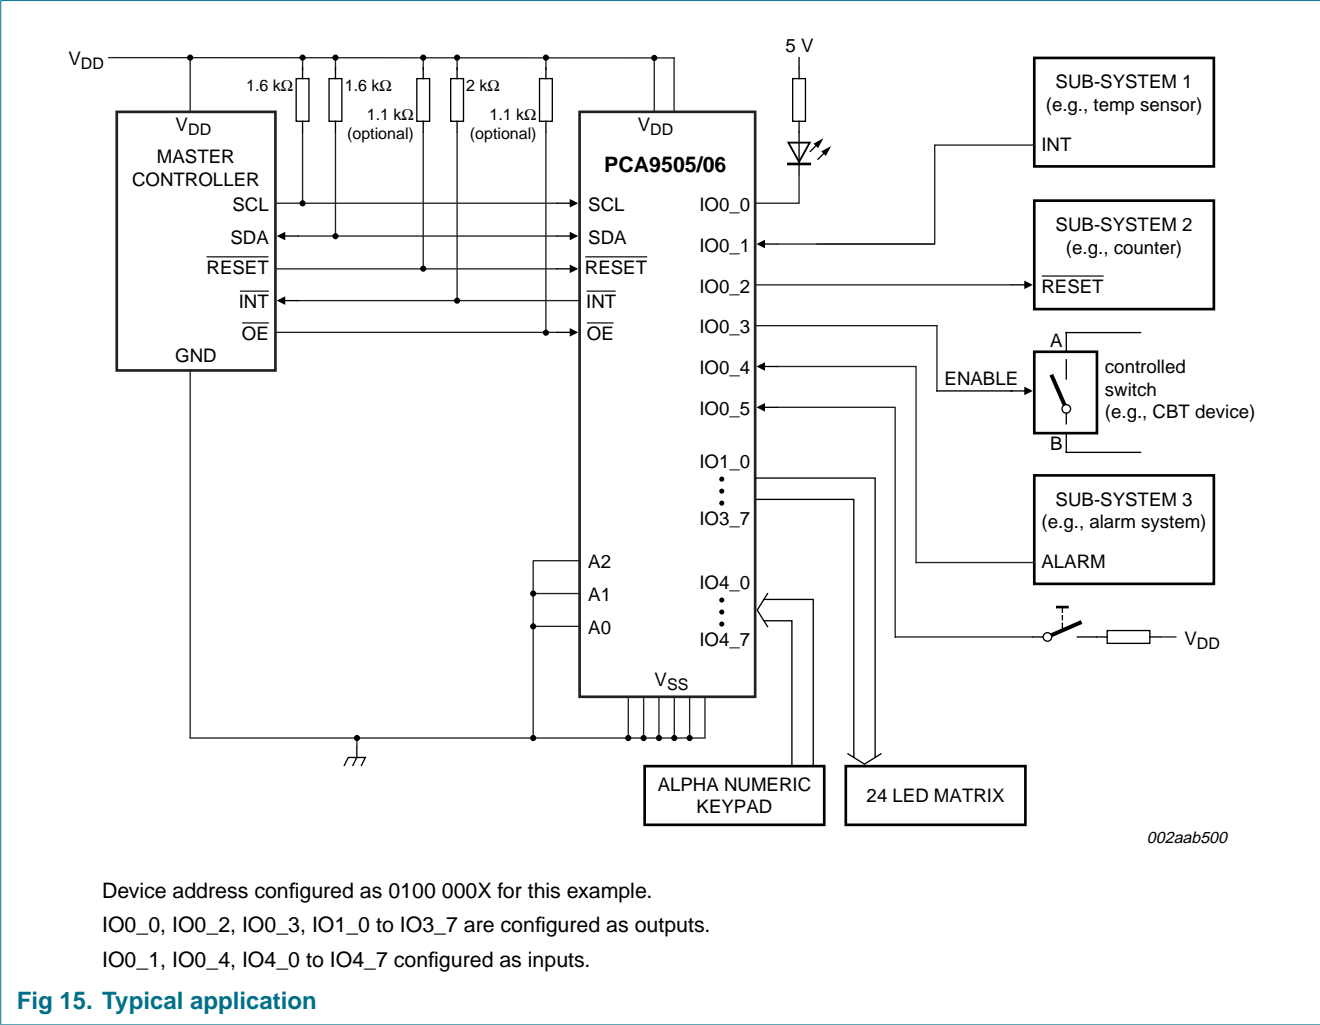 VDD
5 V
1.6 kΩ
1.6 kΩ
2 kΩ
1.1 kΩ
(optional)
1.1 kΩ
(optional)
VDD
MASTER
CONTROLLER
SCL
SDA
RESET
INT
OE
GND
VDD
PCA9505/06
SCL
SDA
RESET
INT
OE
A2
A1
A0
VSS
IO0_0
IO0_1
IO0_2
IO0_3
IO0_4
IO0_5
IO1_0
IO3_7
IO4_0
IO4_7
SUB-SYSTEM 1
(e.g., temp sensor)
INT
SUB-SYSTEM 2
(e.g., counter)
RESET
A
ENABLE
B
controlled
switch
(e.g., CBT device)
SUB-SYSTEM 3
(e.g., alarm system)
ALARM
VDD
ALPHA NUMERIC
KEYPAD
24 LED MATRIX
002aab500
Device address configured as 0100 000X for this example.
IO0_0, IO0_2, IO0_3, IO1_0 to IO3_7 are configured as outputs.
IO0_1, IO0_4, IO4_0 to IO4_7 configured as inputs.
Fig 15. Typical application